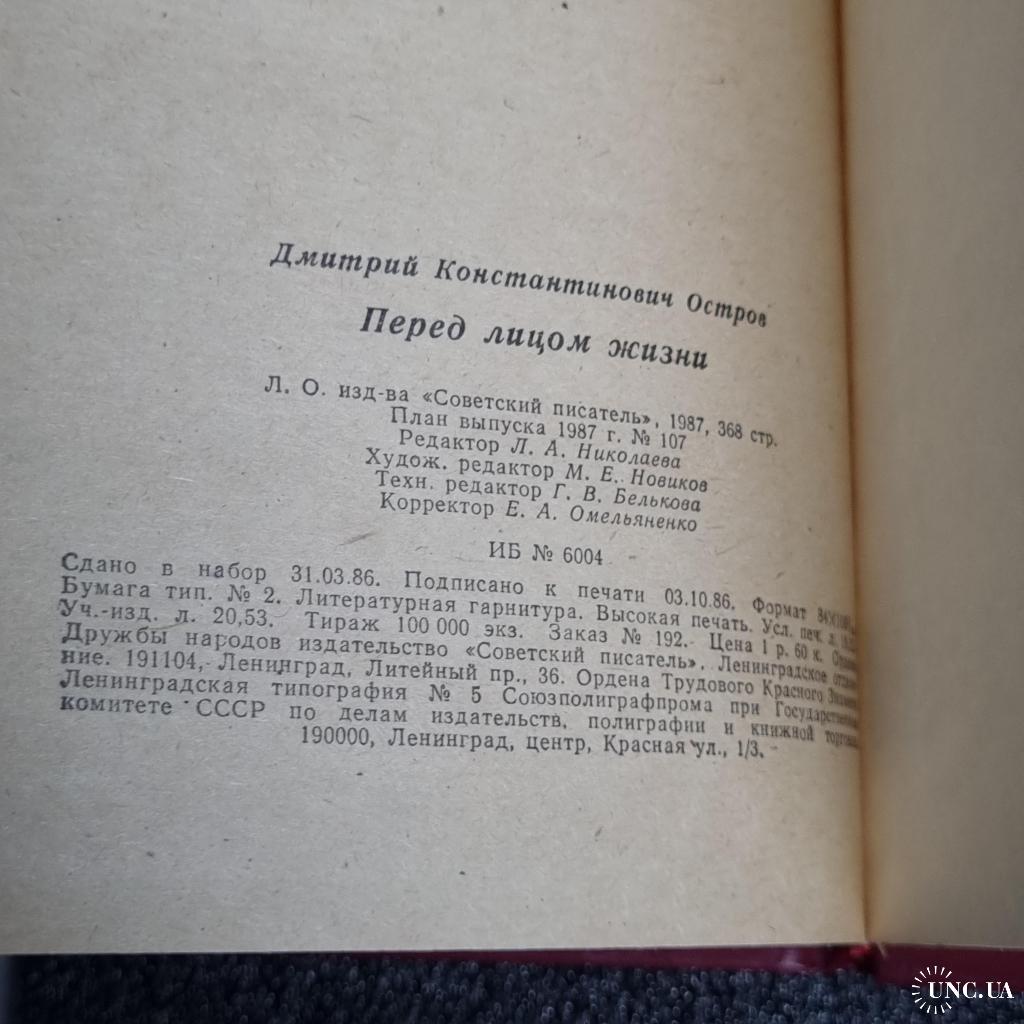 Дмитрий Константинович Остров
Перед лицом жизни
Л. О. изд-ва «Советский писатель», 1987, 368 стр.
План выпуска 1987 г. № 107
Редактор Л. А. Николаева
Худож. редактор М. Е. Новиков
Техн. редактор Г. В. Белькова
Корректор Е. А. Омельяненко
ИБ № 6004
Сдано в набор 31.03.86. Подписано к печати 03.10.86. Формат
Бумага тип. № 2. Литературная гарнитура. Высокая печать. Усл. печ. л.
Уч.-изд. л. 20,53. Тираж 100 000 экз. Заказ № 192. Цена 1 р. 60 к.
Дружбы народов издательство «Советский писатель». Ленинградское
ние. 191104, Ленинград, Литейный пр., 36. Ордена Трудового Красного
Ленинградская типография № 5 Союзполиграфпрома при
комитете СССР по делам издательств, полиграфии и книжной
190000, Ленинград, центр, Красная ул., 1/3.
UNC.UA